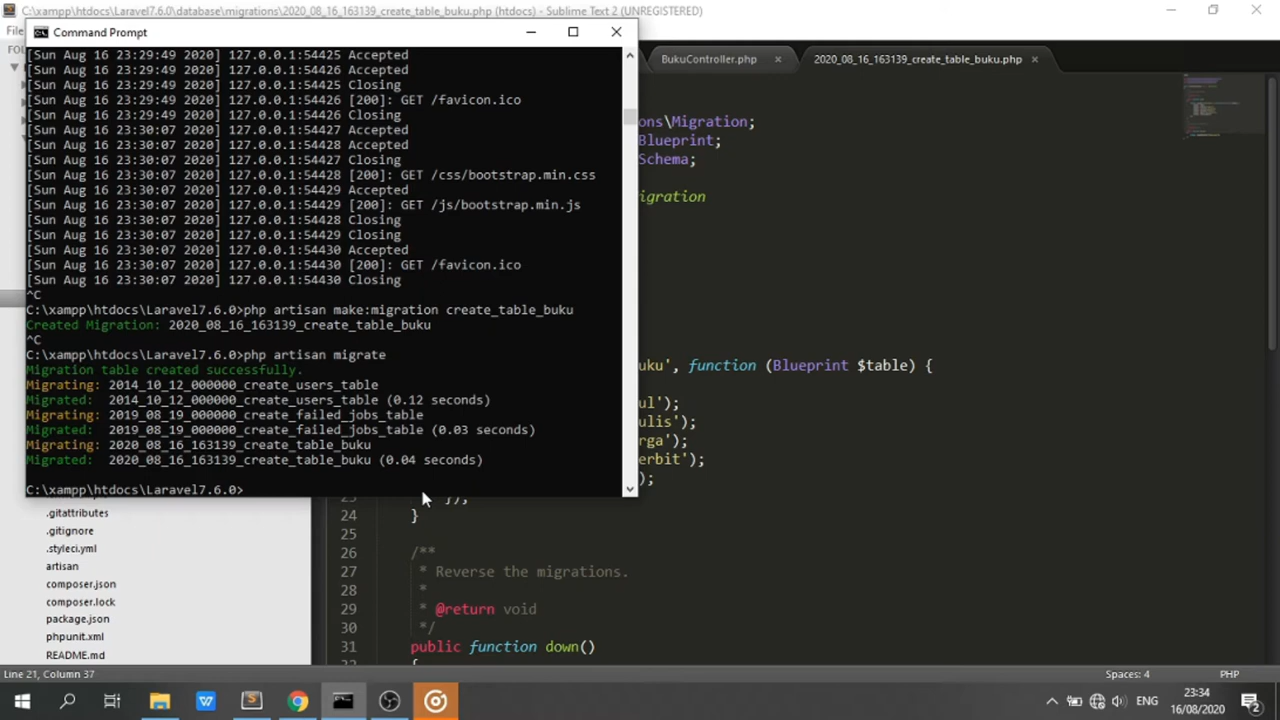 C:\xampp\htdocs\Laravel7.6.0\database\migrations\2020_08_16_163139_create_table_buku.php (htdocs) - Sublime Text 2 (UNREGISTERED)
Command Prompt
[Sun Aug 16 23:29:49 2020] 127.0.0.1:54425 Accepted
[Sun Aug 16 23:29:49 2020] 127.0.0.1:54426 Accepted
[Sun Aug 16 23:29:49 2020] 127.0.0.1:54425 Closing
[Sun Aug 16 23:29:49 2020] 127.0.0.1:54426 [200]: GET /favicon.ico
[Sun Aug 16 23:29:49 2020] 127.0.0.1:54426 Closing
[Sun Aug 16 23:30:07 2020] 127.0.0.1:54427 Accepted
[Sun Aug 16 23:30:07 2020] 127.0.0.1:54428 Accepted
[Sun Aug 16 23:30:07 2020] 127.0.0.1:54427 Closing
[Sun Aug 16 23:30:07 2020] 127.0.0.1:54428 [200]: GET /css/bootstrap.min.css
[Sun Aug 16 23:30:07 2020] 127.0.0.1:54429 Accepted
[Sun Aug 16 23:30:07 2020] 127.0.0.1:54429 [200]: GET /js/bootstrap.min.js
[Sun Aug 16 23:30:07 2020] 127.0.0.1:54428 Closing
[Sun Aug 16 23:30:07 2020] 127.0.0.1:54429 Closing
[Sun Aug 16 23:30:07 2020] 127.0.0.1:54430 Accepted
[Sun Aug 16 23:30:07 2020] 127.0.0.1:54430 [200]: GET /favicon.ico
[Sun Aug 16 23:30:07 2020] 127.0.0.1:54430 Closing
^C
C:\xampp\htdocs\Laravel7.6.0>php artisan make:migration create_table_buku
Created Migration: 2020_08_16_163139_create_table_buku
^C
C:\xampp\htdocs\Laravel7.6.0>php artisan migrate
Migration table created successfully.
Migrating: 2014_10_12_000000_create_users_table
Migrated:  2014_10_12_000000_create_users_table (0.12 seconds)
Migrating: 2019_08_19_000000_create_failed_jobs_table
Migrated:  2019_08_19_000000_create_failed_jobs_table (0.03 seconds)
Migrating: 2020_08_16_163139_create_table_buku
Migrated:  2020_08_16_163139_create_table_buku (0.04 seconds)
C:\xampp\htdocs\Laravel7.6.0>
File
FOL
BukuController.php
2020_08_16_163139_create_table_buku.php
ons\Migration;
Blueprint;
Schema;
igration
uku', function (Blueprint $table) {
ul');
ulis');
rga');
erbit');
);
23 });
24 }
25
26 /**
27 * Reverse the migrations.
28 *
29 * @return void
30 */
31 public function down()
32 {
.gitattributes
.gitignore
.styleci.yml
artisan
composer.json
composer.lock
package.json
phpunit.xml
README.md
Line 21, Column 37
Spaces: 4
PHP
ENG
23:34
16/08/2020
2